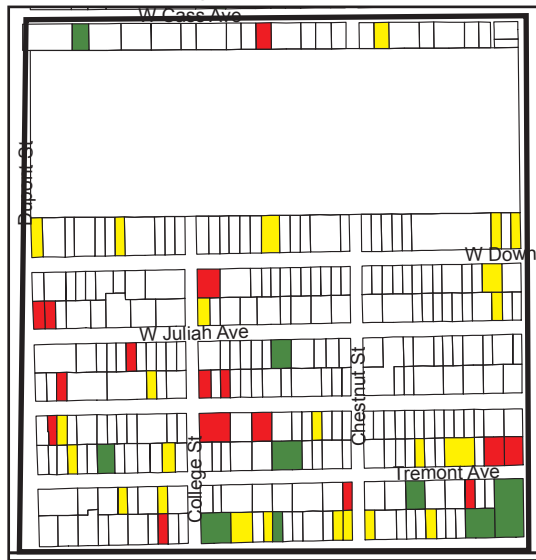 W Cass Ave
Dupont St
W Down
W Juliah Ave
Chestnut St
College St
Tremont Ave